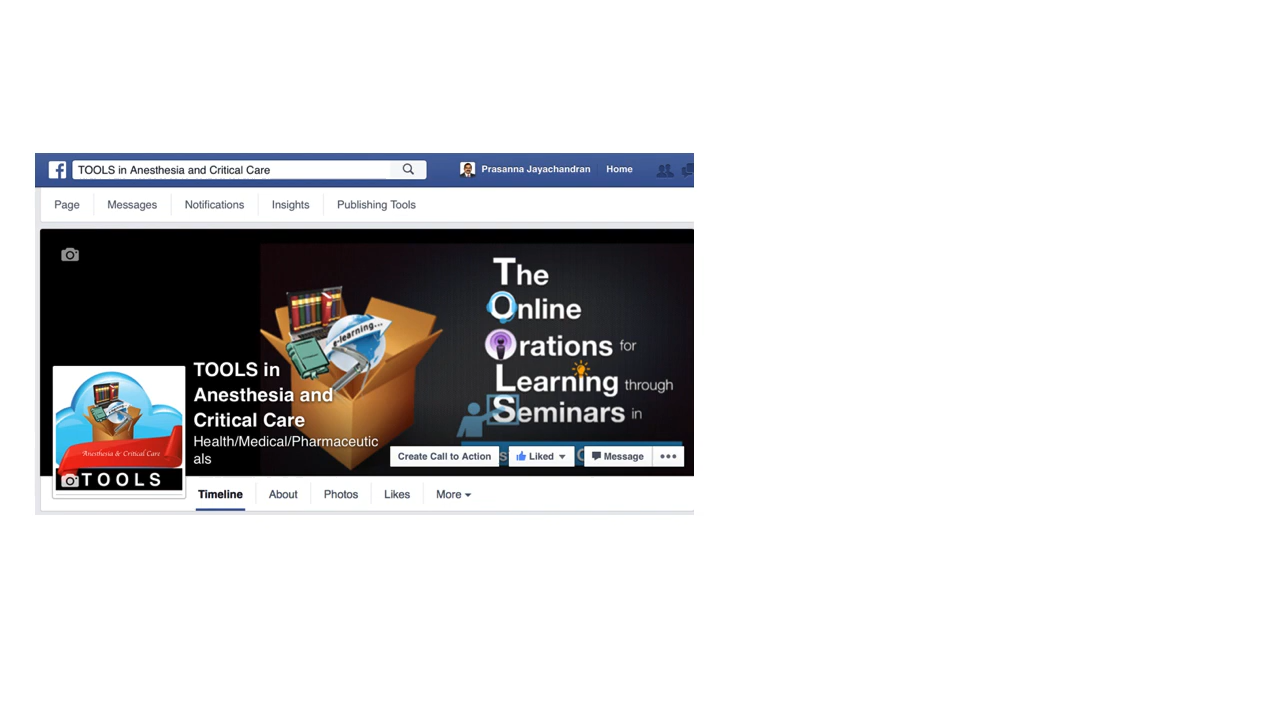 TOOLS in Anesthesia and Critical Care
Prasanna Jayachandran Home
Page Messages Notifications Insights Publishing Tools
The
Online
Orations for
Learning through
Seminars in
e-learning...
TOOLS in
Anesthesia and
Critical Care
Health/Medical/Pharmaceutic
als
Anesthesia & Critical Care
TOOLS
Create Call to Action Liked Message
Timeline About Photos Likes More